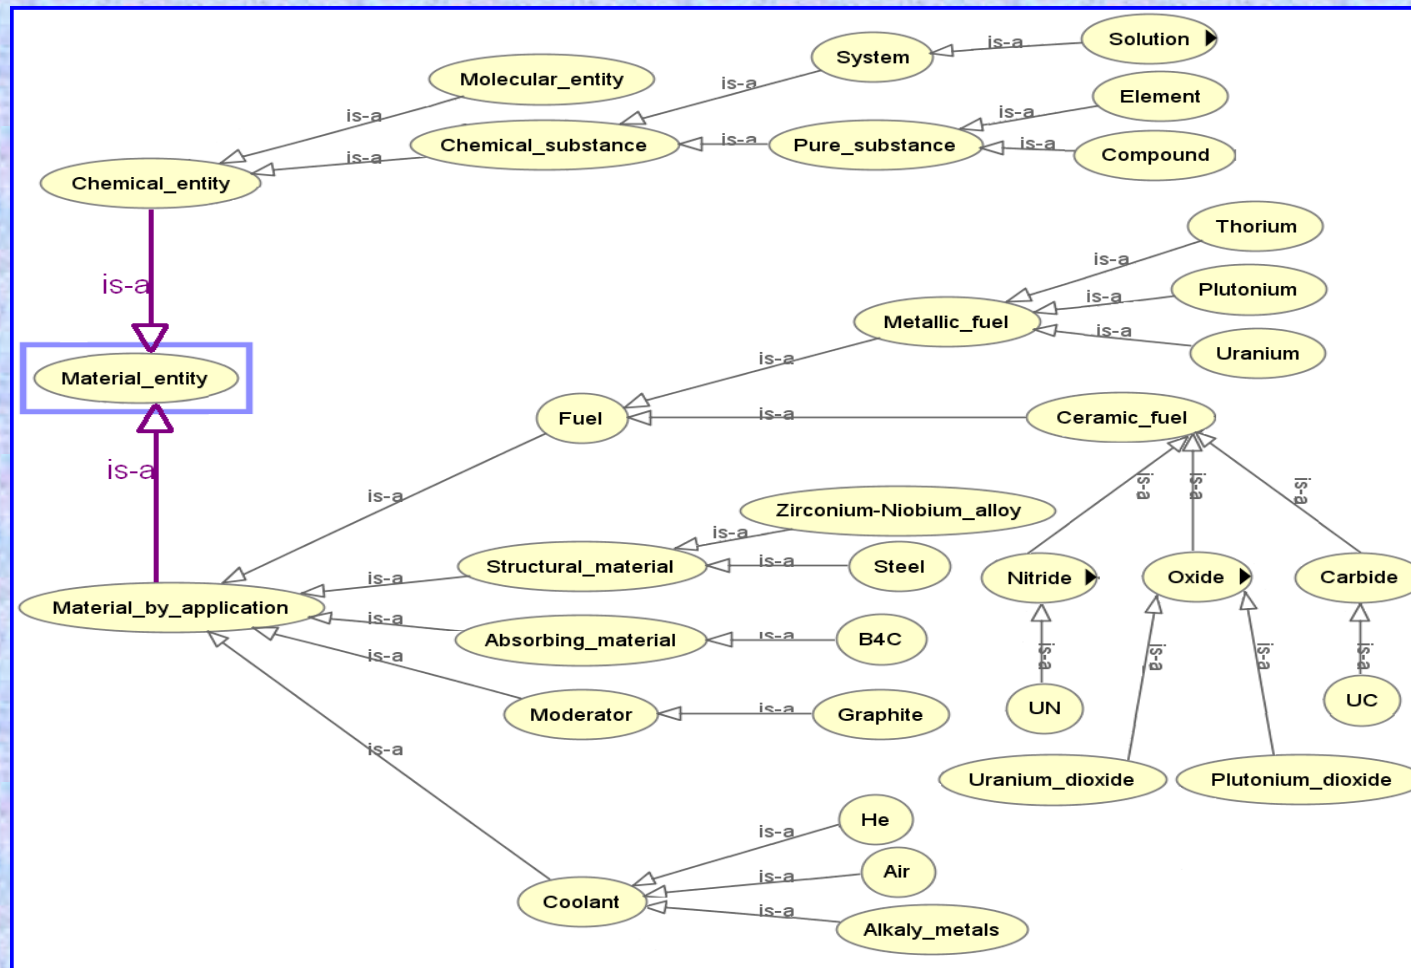 Solution
is-a
System
Molecular_entity
is-a
Element
is-a
is-a
Chemical_substance
is-a
Pure_substance
is-a
Compound
is-a
Chemical_entity
Thorium
is-a
is-a
Plutonium
is-a
Metallic_fuel
is-a
Uranium
is-a
Material_entity
is-a
Fuel
is-a
Ceramic_fuel
is-a
is-a
is-a
is-a
is-a
Zirconium-Niobium_alloy
is-a
Structural_material
is-a
Steel
is-a
Nitride
Oxide
Carbide
Material_by_application
is-a
Absorbing_material
is-a
B4C
is-a
is-a
is-a
is-a
is-a
Moderator
is-a
Graphite
UN
UC
is-a
Uranium_dioxide
Plutonium_dioxide
He
is-a
Air
is-a
Coolant
is-a
Alkaly_metals